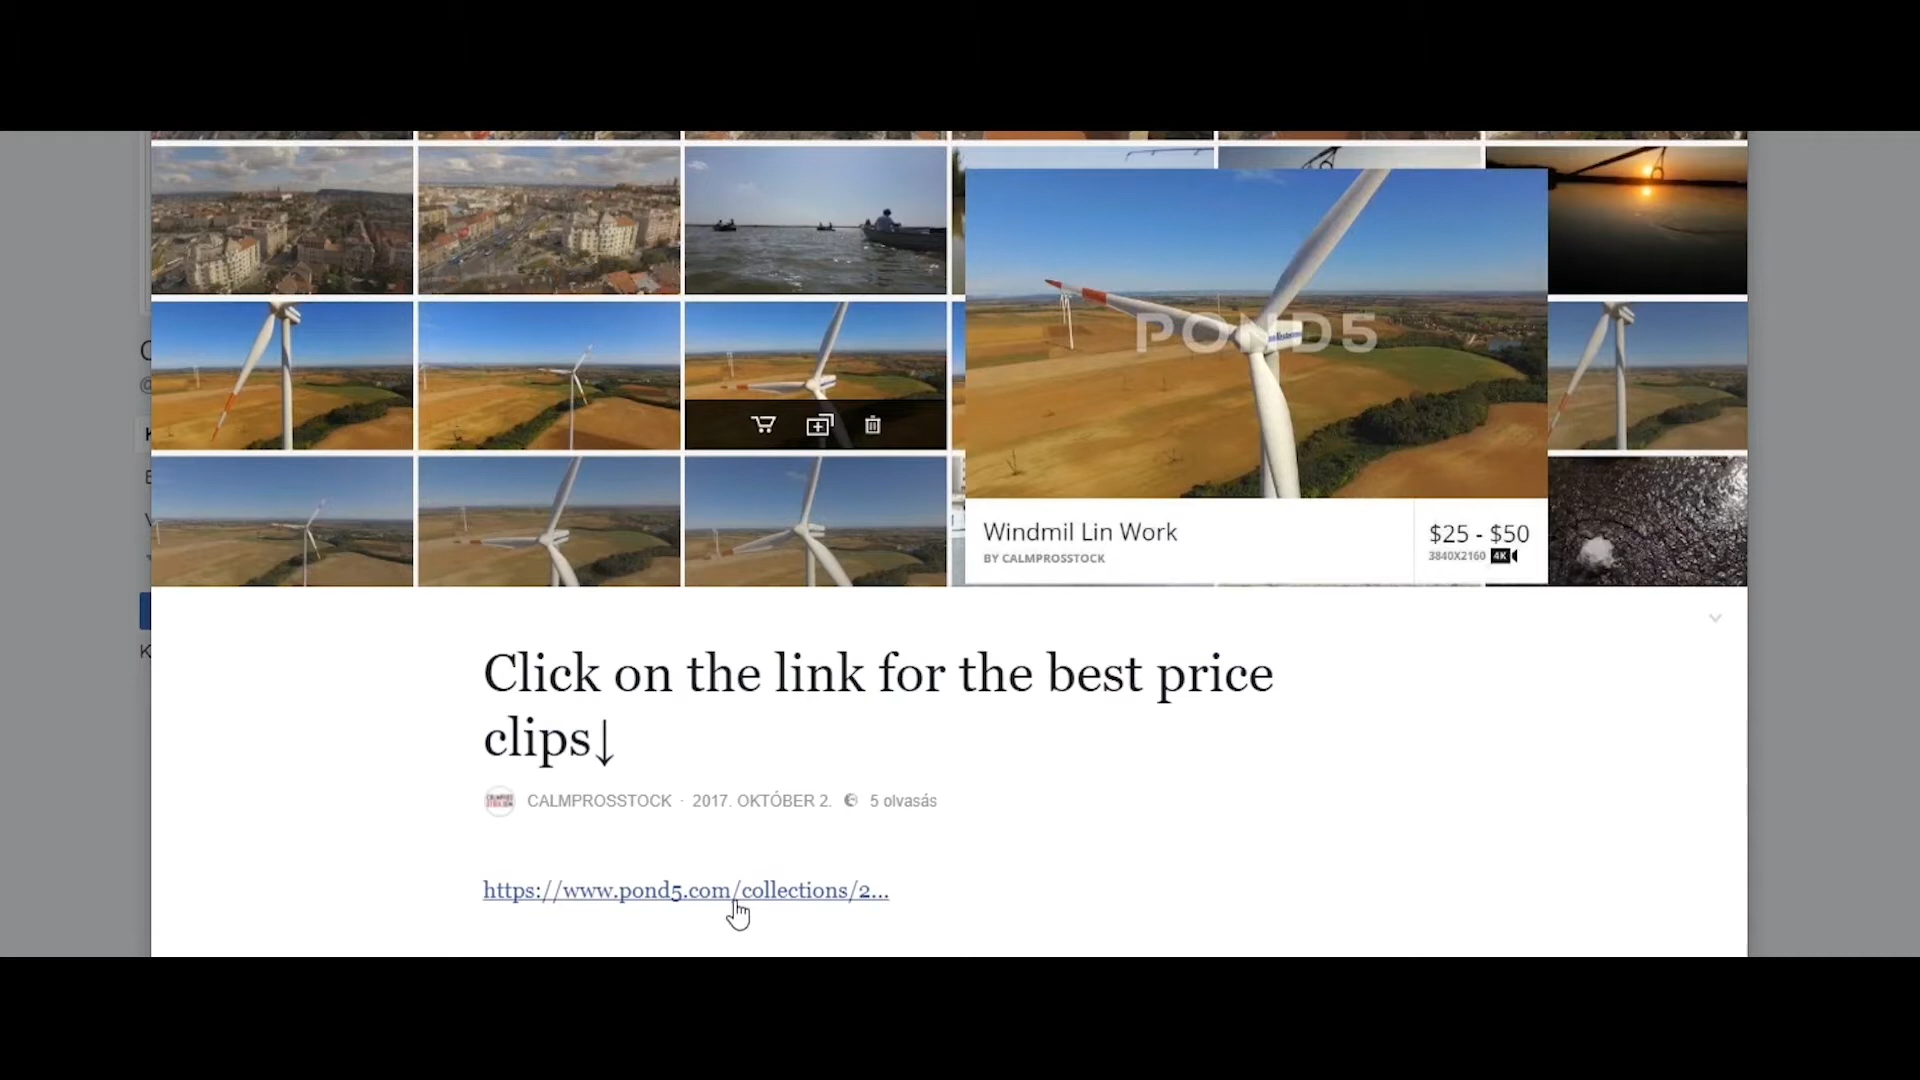 POND5
Windmil Lin Work
BY CALMPROSSTOCK
$25 - $50
3840X2160 4K
Click on the link for the best price
clips↓
CALMPROSSTOCK · 2017. OKTÓBER 2. 5 olvasás
https://www.pond5.com/collections/2...